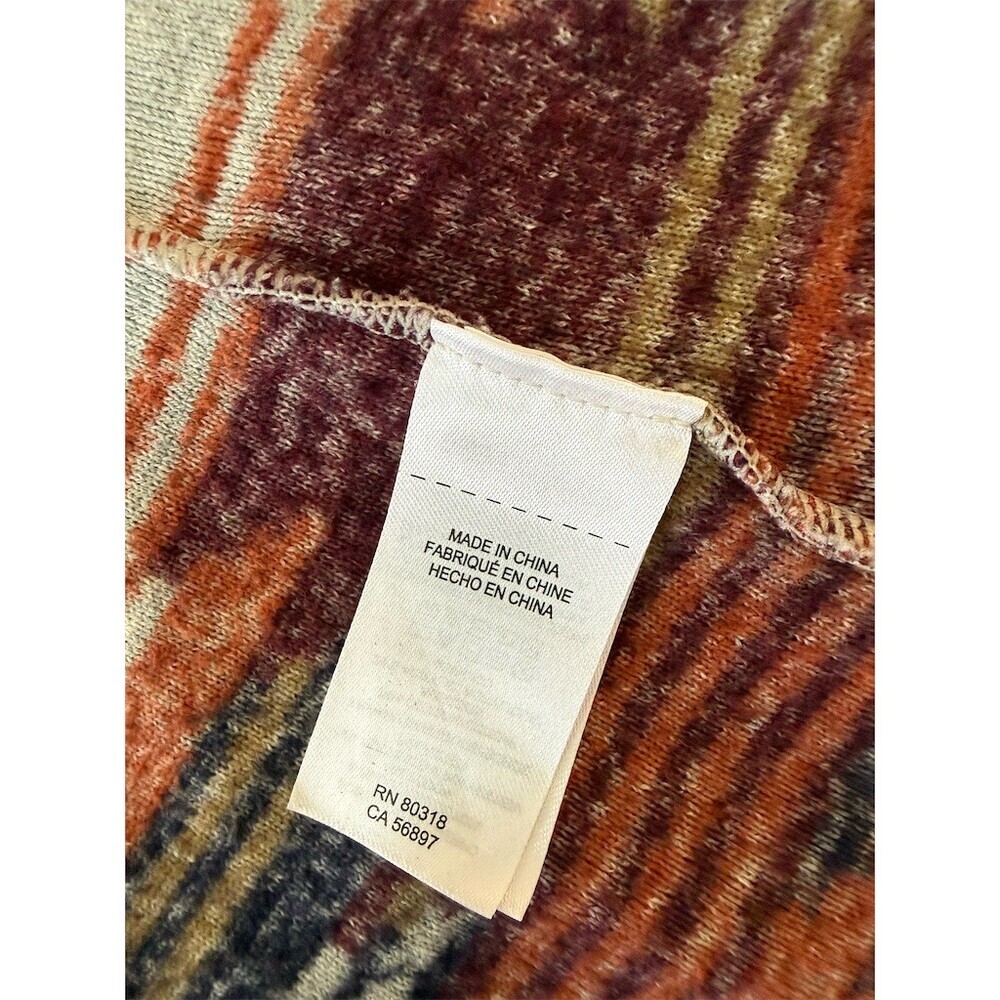 MADE IN CHINA
FABRIQUÉ EN CHINE
HECHO EN CHINA
RN 80318
CA 56897